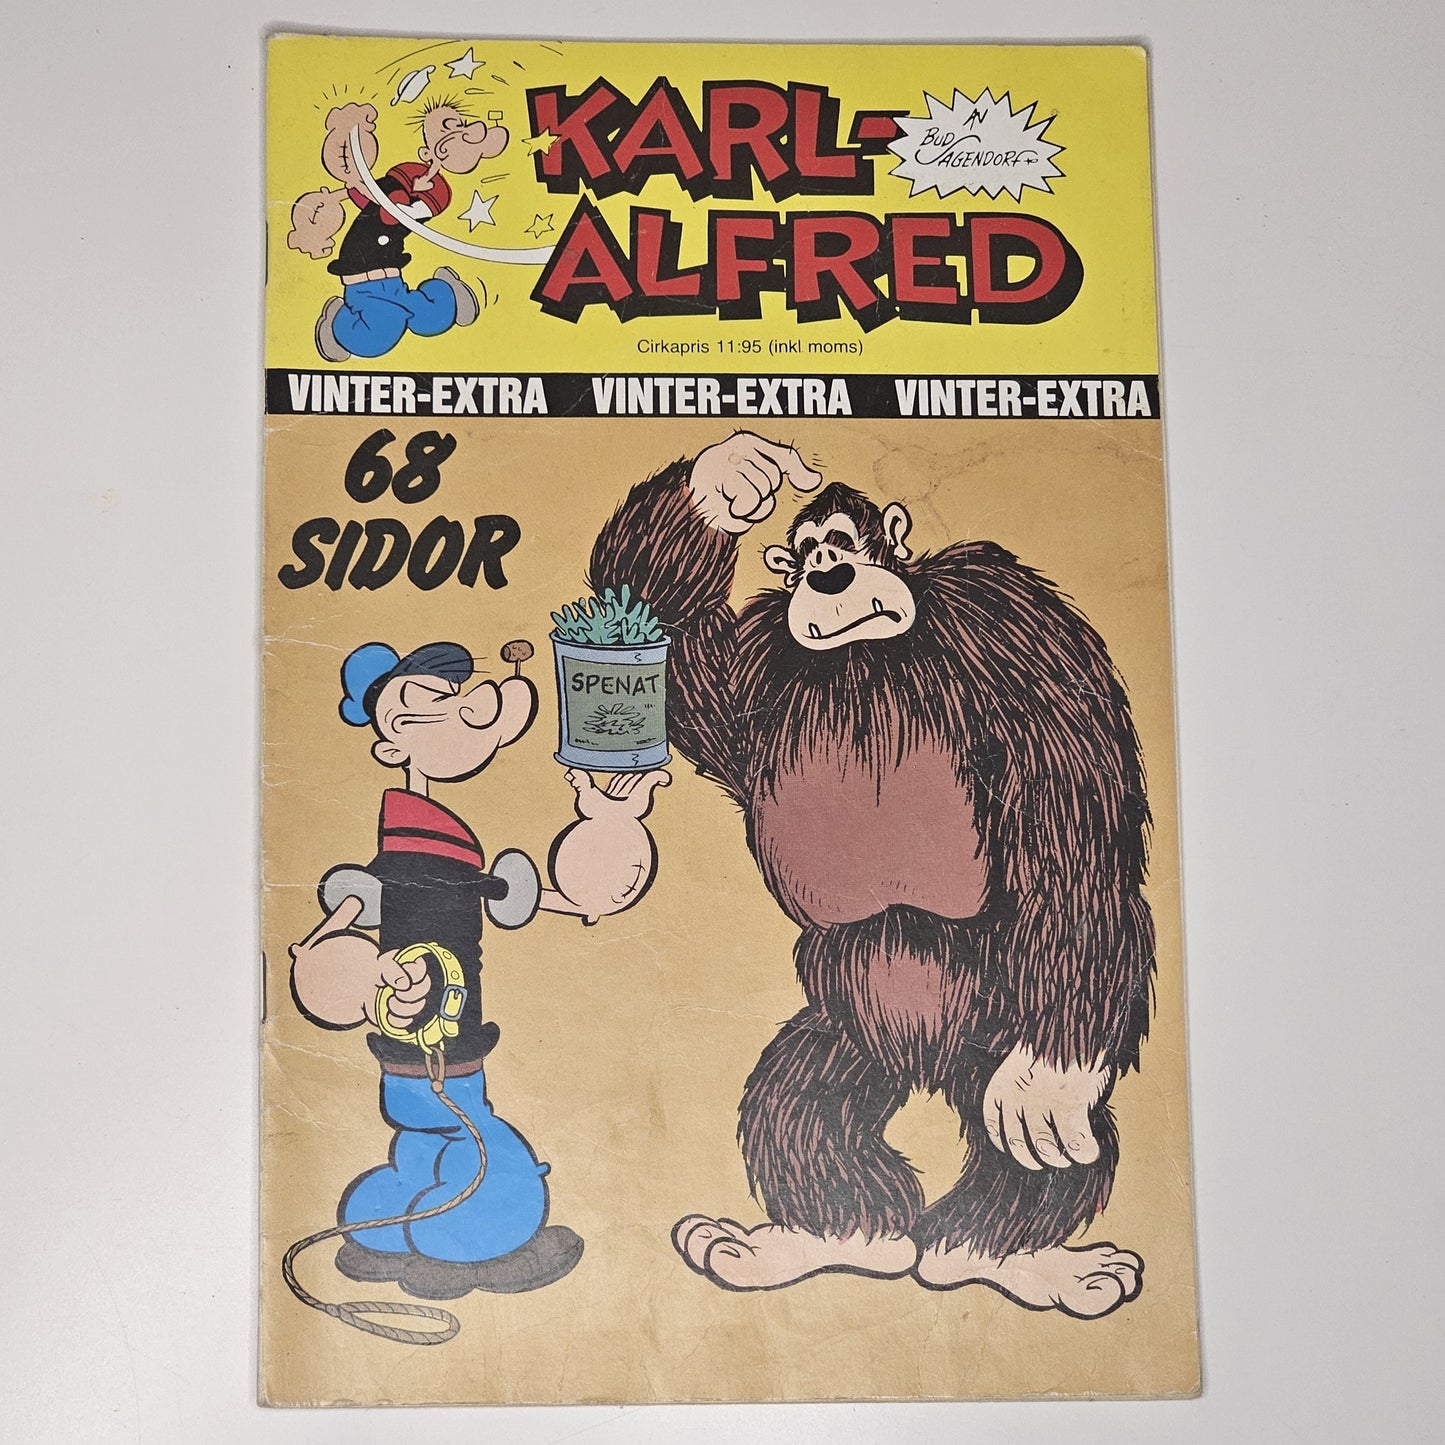 KARL-
ALFRED
AV
BUD
SAGENDORF
Cirkapris 11:95 (inkl moms)
VINTER-EXTRA VINTER-EXTRA VINTER-EXTRA
68
SIDOR
SPENAT